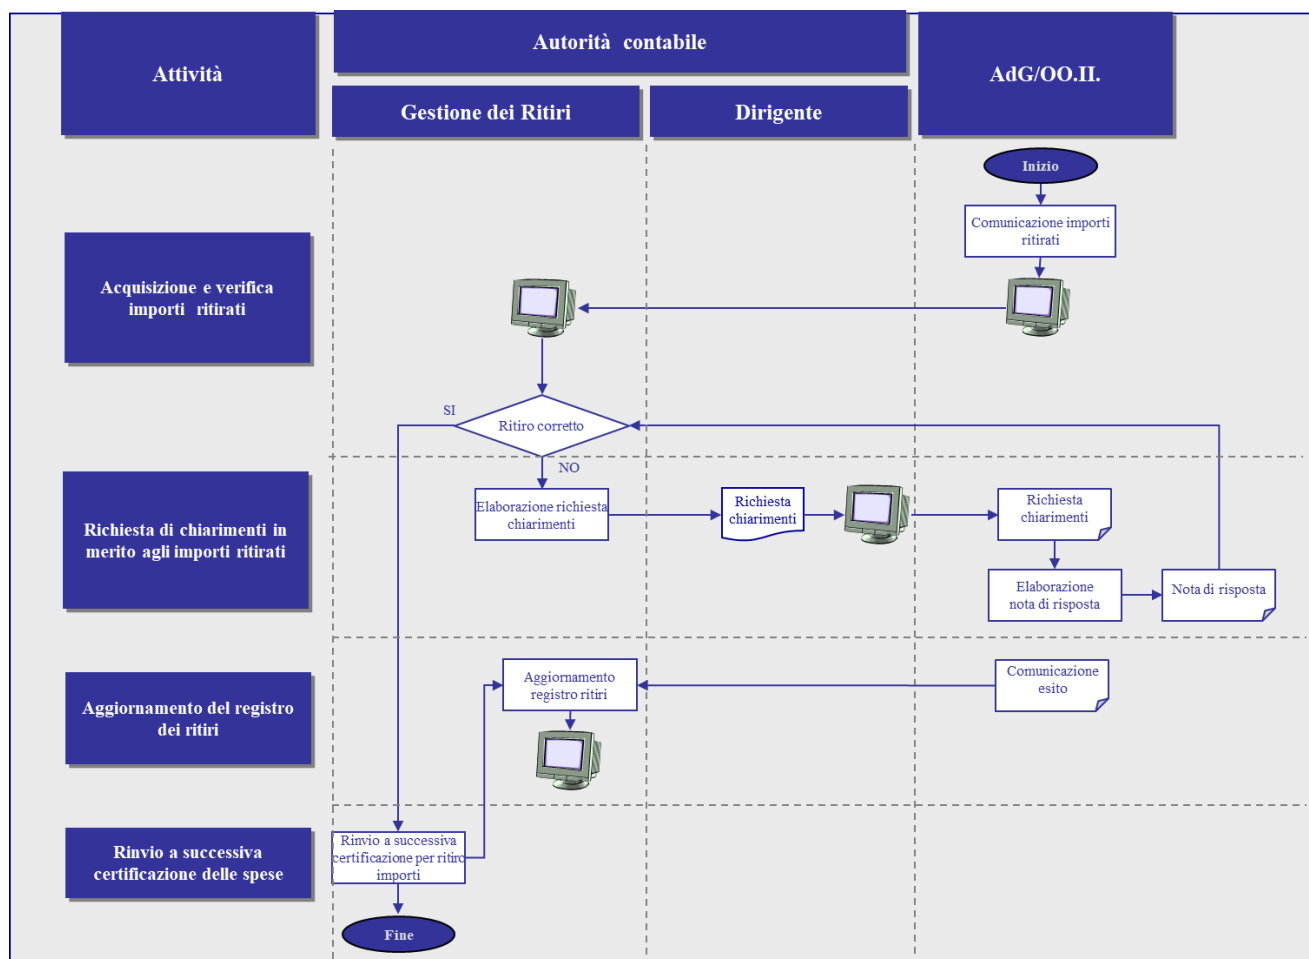 Attività
Autorità contabile
AdG/OO.II.
Gestione dei Ritiri
Dirigente
Inizio
Comunicazione importi
ritirati
Acquisizione e verifica
importi ritirati
SI
Ritiro corretto
NO
Richiesta di chiarimenti in
merito agli importi ritirati
Elaborazione richiesta
chiarimenti
Richiesta
chiarimenti
Richiesta
chiarimenti
Elaborazione
nota di risposta
Nota di risposta
Aggiornamento del registro
dei ritiri
Aggiornamento
registro ritiri
Comunicazione
esito
Rinvio a successiva
certificazione delle spese
Rinvio a successiva
certificazione per ritiro
importi
Fine